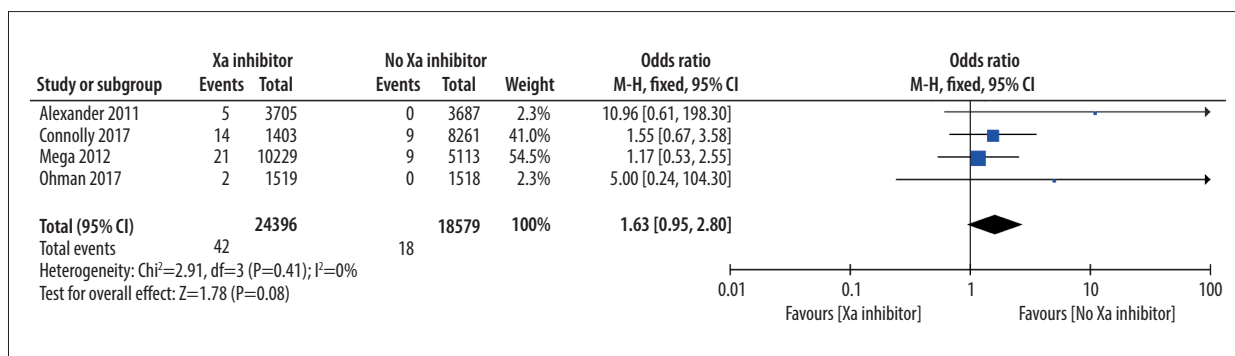 Xa inhibitor No Xa inhibitor Odds ratio Odds ratio
Study or subgroup Events Total Events Total Weight M-H, fixed, 95% CI M-H, fixed, 95% CI
Alexander 2011 5 3705 0 3687 2.3% 10.96 [0.61, 198.30]
Connolly 2017 14 1403 9 8261 41.0% 1.55 [0.67, 3.58]
Mega 2012 21 10229 9 5113 54.5% 1.17 [0.53, 2.55]
Ohman 2017 2 1519 0 1518 2.3% 5.00 [0.24, 104.30]
Total (95% CI) 24396 18579 100% 1.63 [0.95, 2.80]
Total events 42 18
Heterogeneity: Chi²=2.91, df=3 (P=0.41); I²=0%
Test for overall effect: Z=1.78 (P=0.08)
0.01 0.1 1 10 100
Favours [Xa inhibitor] Favours [No Xa inhibitor]